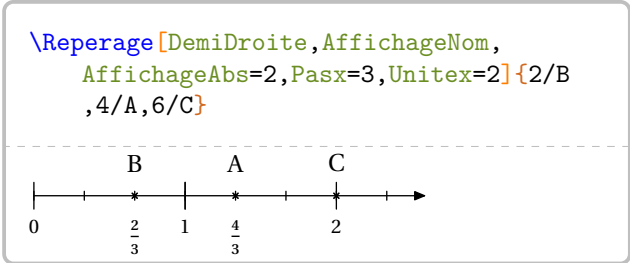 \Reperage[DemiDroite,AffichageNom,
AffichageAbs=2,Pasx=3,Unitex=2]{2/B
,4/A,6/C}
B A C
0 2/3 1 4/3 2